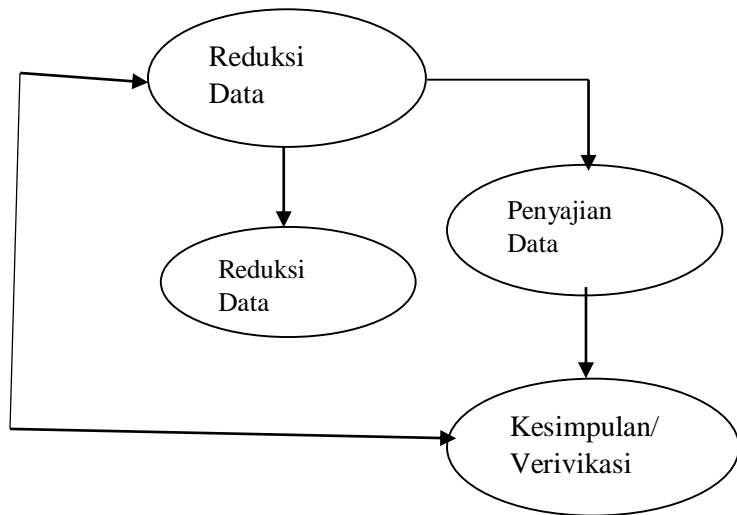 Reduksi
Data
Penyajian
Data
Reduksi
Data
Kesimpulan/
Verivikasi